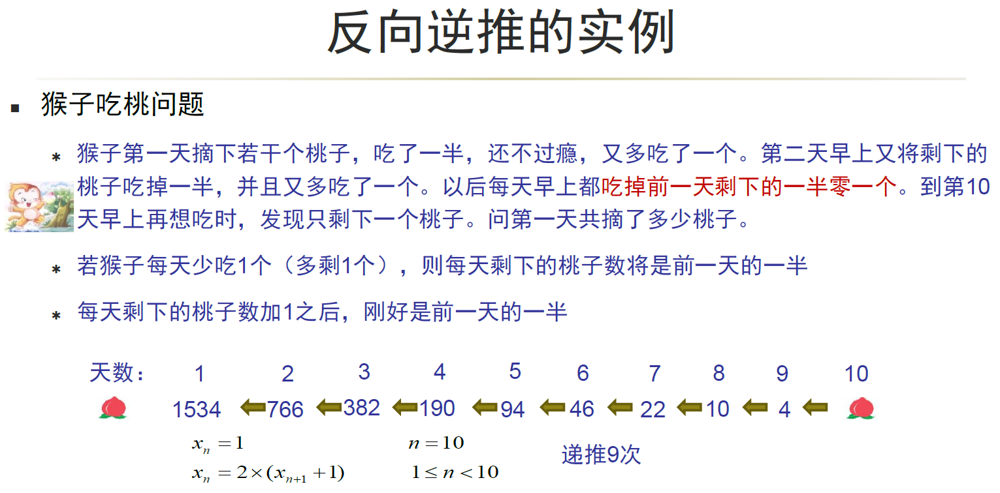 反向逆推的实例
猴子吃桃问题
猴子第一天摘下若干个桃子，吃了一半，还不过瘾，又多吃了一个。第二天早上又将剩下的
桃子吃掉一半，并且又多吃了一个。以后每天早上都吃掉前一天剩下的一半零一个。到第10
天早上再想吃时，发现只剩下一个桃子。问第一天共摘了多少桃子。
若猴子每天少吃1个（多剩1个），则每天剩下的桃子数将是前一天的一半
每天剩下的桃子数加1之后，刚好是前一天的一半
天数： 1 2 3 4 5 6 7 8 9 10
1534 766 382 190 94 46 22 10 4
xₙ = 1 n = 10
递推9次
xₙ = 2×(xₙ₊₁ + 1) 1 ≤ n < 10